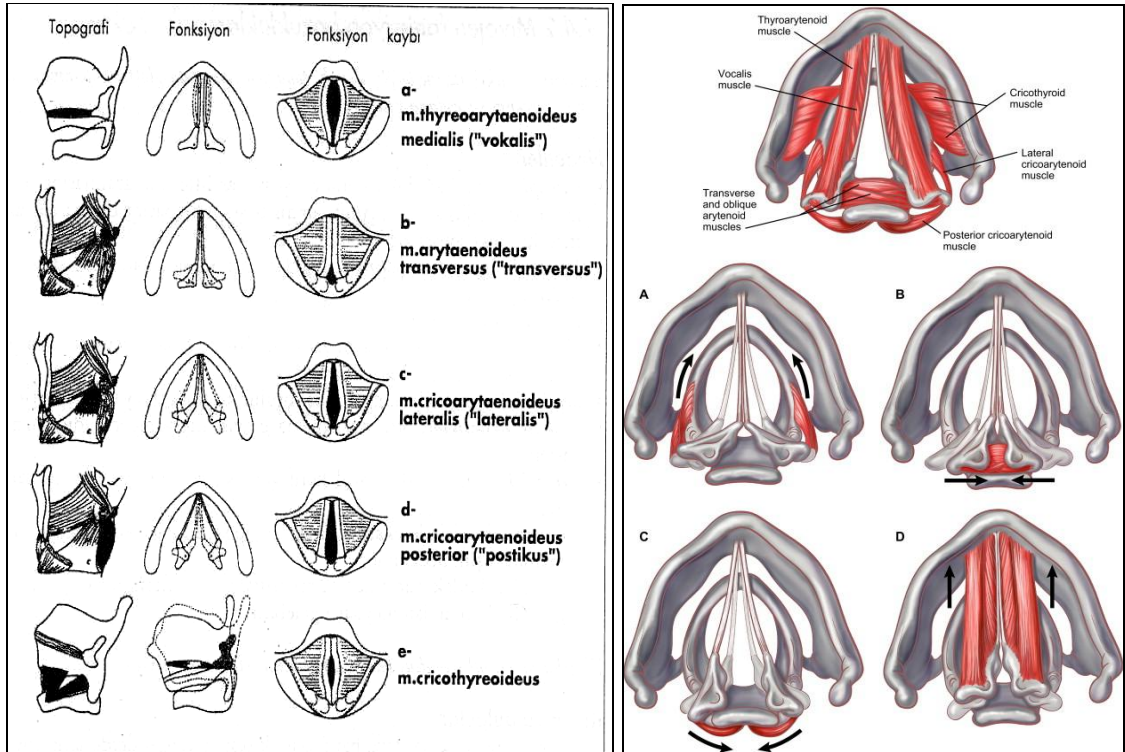 Topografi
Fonksiyon
Fonksiyon kaybı
a-
m.thyreoarytaenoideus
medialis ("vokalis")
b-
m.arytaenoideus
transversus ("transversus")
c-
m.cricoarytaenoideus
lateralis ("lateralis")
d-
m.cricoarytaenoideus
posterior ("postikus")
e-
m.cricothyreoideus
Thyroarytenoid
muscle
Vocalis
muscle
Cricothyroid
muscle
Lateral
cricoarytenoid
muscle
Transverse
and oblique
arytenoid
muscles
Posterior cricoarytenoid
muscle
A
B
C
D